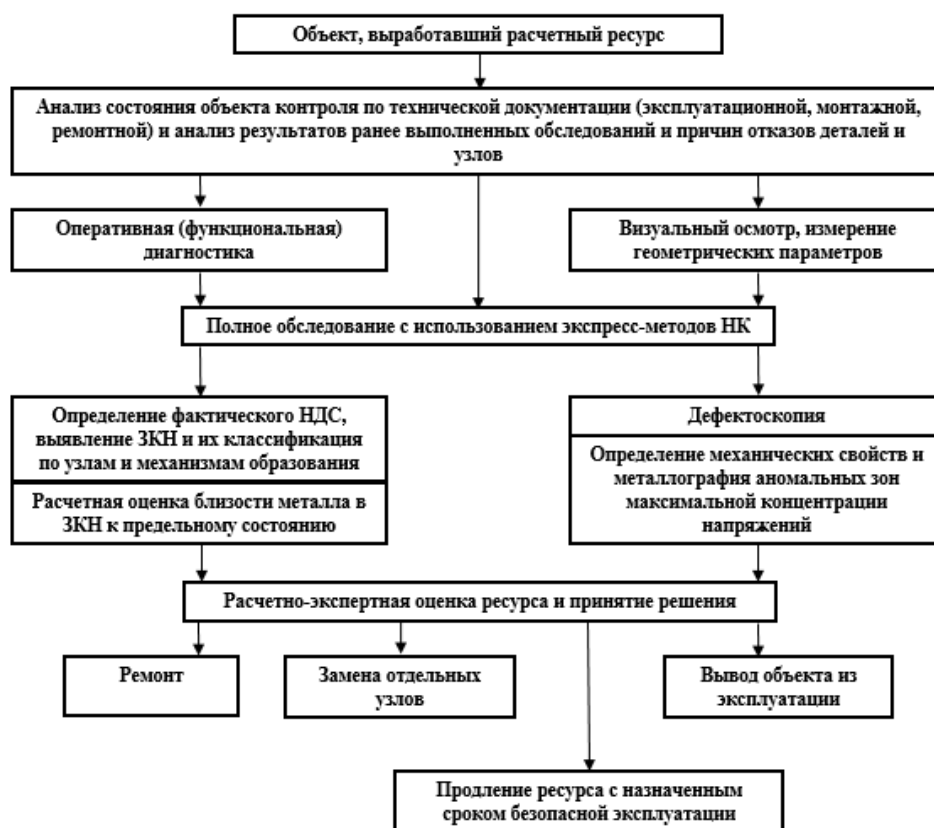 Объект, выработавший расчетный ресурс
Анализ состояния объекта контроля по технической документации (эксплуатационной, монтажной,
ремонтной) и анализ результатов ранее выполненных обследований и причин отказов деталей и
узлов
Оперативная (функциональная)
диагностика
Визуальный осмотр, измерение
геометрических параметров
Полное обследование с использованием экспресс-методов НК
Определение фактического НДС,
выявление ЗКН и их классификация
по узлам и механизмам образования
Расчетная оценка близости металла в
ЗКН к предельному состоянию
Дефектоскопия
Определение механических свойств и
металлография аномальных зон
максимальной концентрации
напряжений
Расчетно-экспертная оценка ресурса и принятие решения
Ремонт
Замена отдельных
узлов
Вывод объекта из
эксплуатации
Продление ресурса с назначенным
сроком безопасной эксплуатации